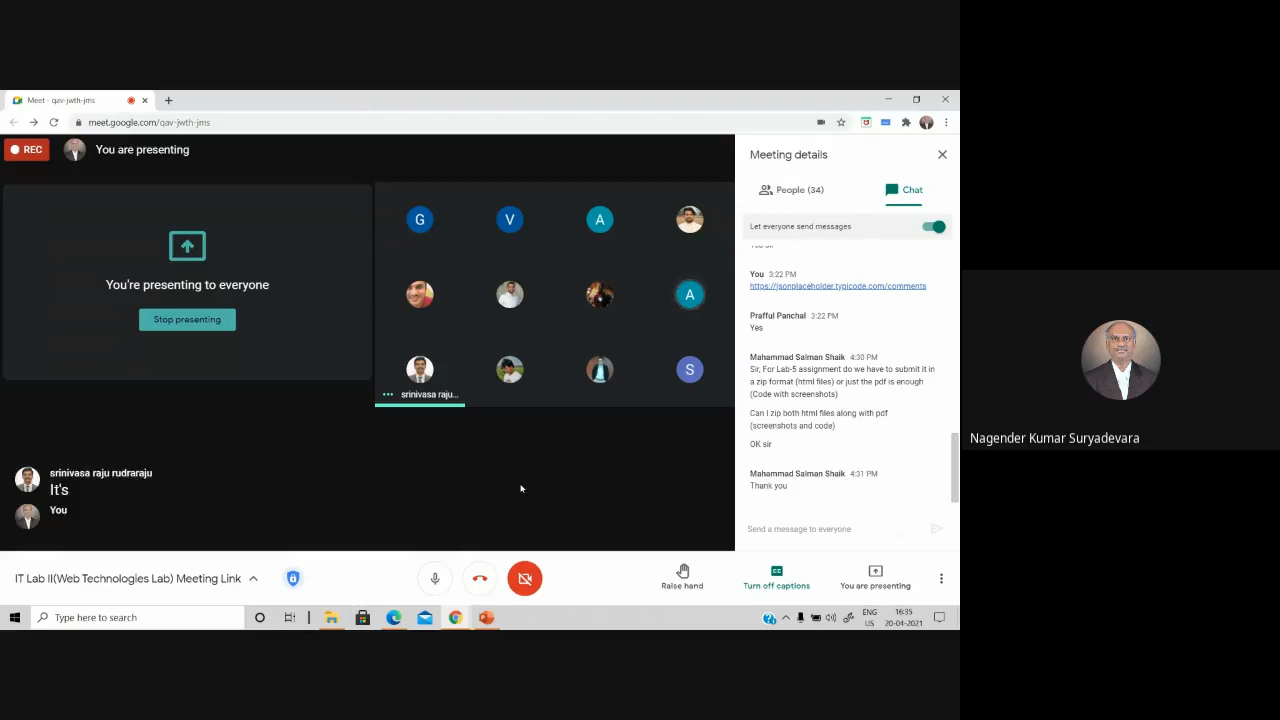 Meet - qav-jwth-jms
meet.google.com/qav-jwth-jms
REC
You are presenting
You're presenting to everyone
Stop presenting
G
V
A
A
S
srinivasa raju...
srinivasa raju rudraraju
It's
You
Meeting details
People (34)
Chat
Let everyone send messages
You 3:22 PM
https://jsonplaceholder.typicode.com/comments
Prafful Panchal 3:22 PM
Yes
Mahammad Salman Shaik 4:30 PM
Sir, For Lab-5 assignment do we have to submit it in
a zip format (html files) or just the pdf is enough
(Code with screenshots)
Can I zip both html files along with pdf
(screenshots and code)
OK sir
Mahammad Salman Shaik 4:31 PM
Thank you
Send a message to everyone
IT Lab II(Web Technologies Lab) Meeting Link
Raise hand
Turn off captions
You are presenting
Type here to search
ENG
US
16:35
20-04-2021
Nagender Kumar Suryadevara